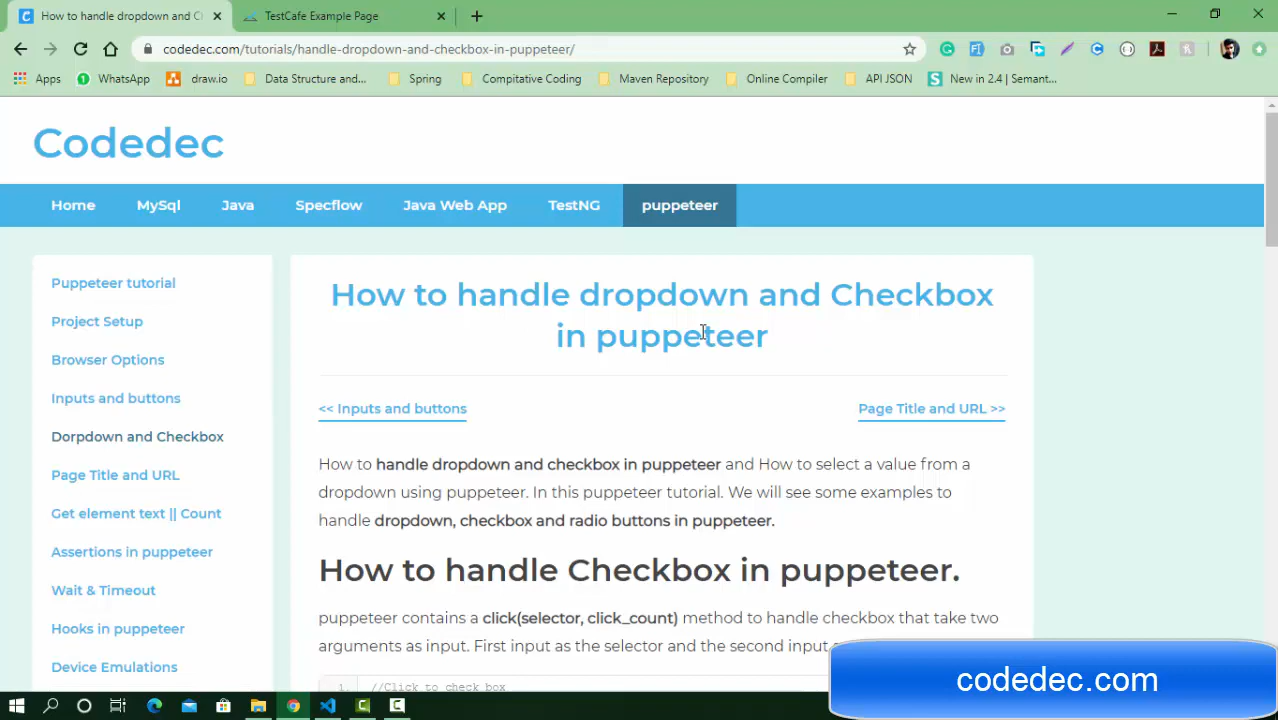 How to handle dropdown and C
TestCafe Example Page
codedec.com/tutorials/handle-dropdown-and-checkbox-in-puppeteer/
Apps
WhatsApp
draw.io
Data Structure and...
Spring
Compitative Coding
Maven Repository
Online Compiler
API JSON
New in 2.4 | Semant...
Codedec
Home
MySql
Java
Specflow
Java Web App
TestNG
puppeteer
Puppeteer tutorial
Project Setup
Browser Options
Inputs and buttons
Dorpdown and Checkbox
Page Title and URL
Get element text || Count
Assertions in puppeteer
Wait & Timeout
Hooks in puppeteer
Device Emulations
How to handle dropdown and Checkbox
in puppeteer
<< Inputs and buttons
Page Title and URL >>
How to handle dropdown and checkbox in puppeteer and How to select a value from a
dropdown using puppeteer. In this puppeteer tutorial. We will see some examples to
handle dropdown, checkbox and radio buttons in puppeteer.
How to handle Checkbox in puppeteer.
puppeteer contains a click(selector, click_count) method to handle checkbox that take two
arguments as input. First input as the selector and the second input
1. //Click to check box
codedec.com